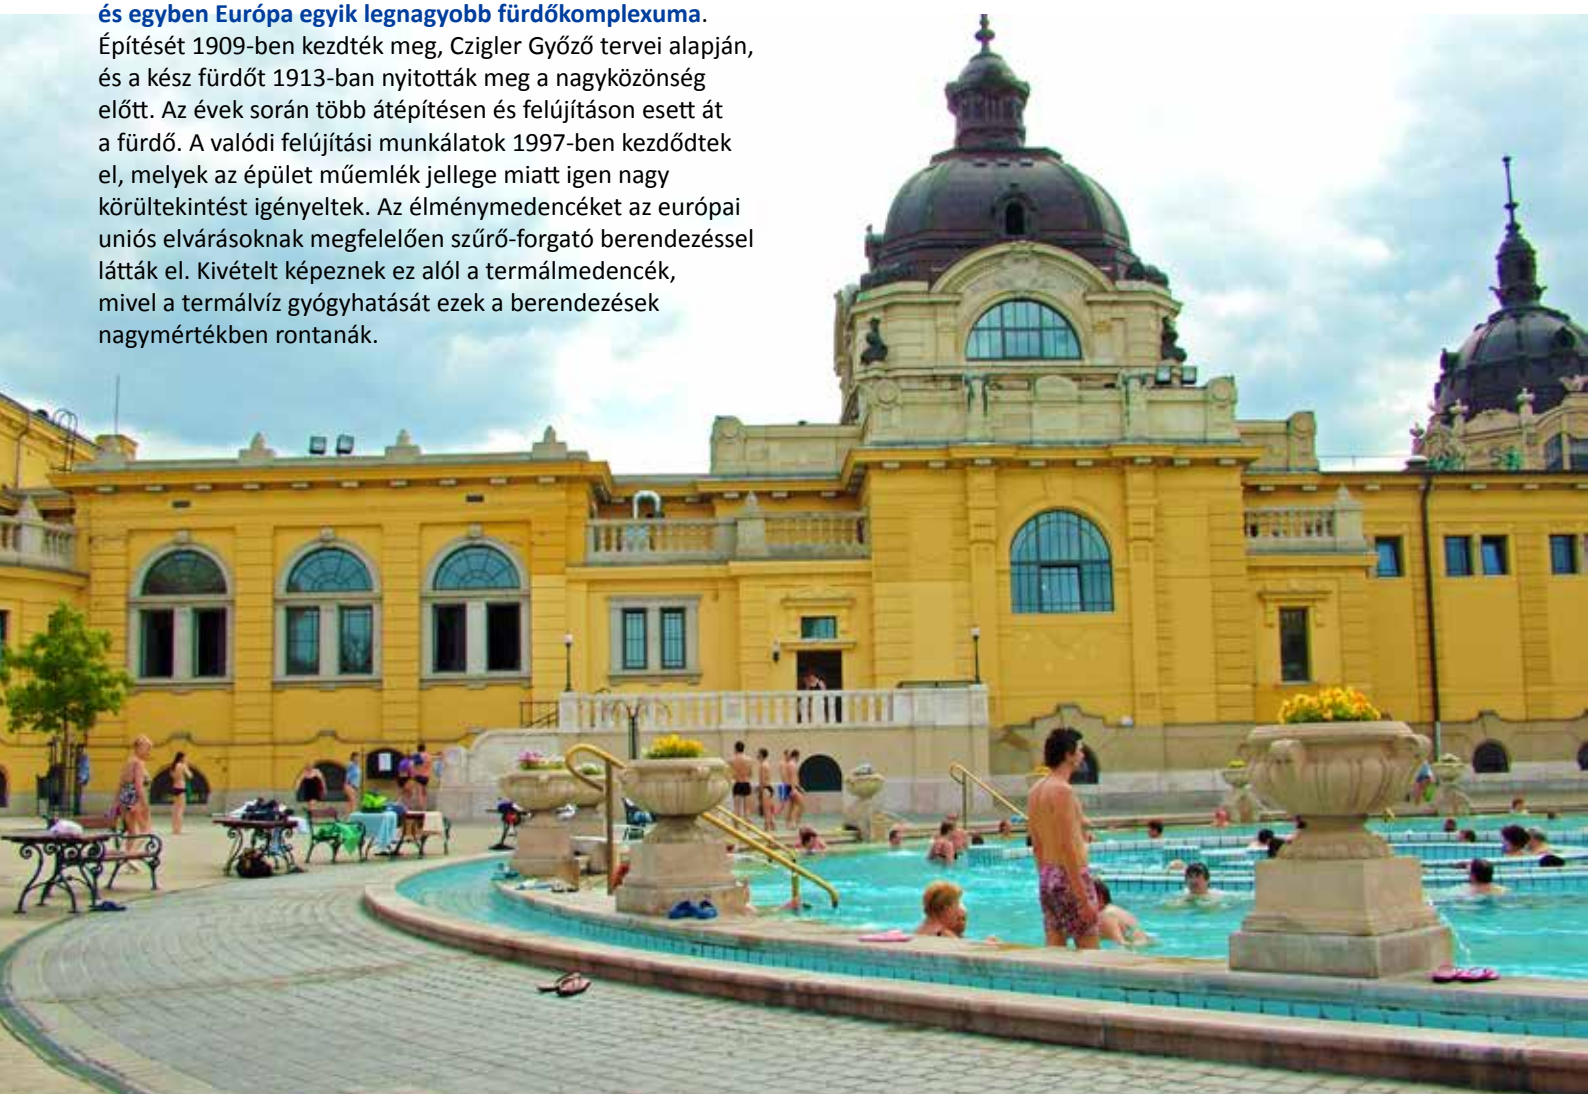 és egyben Európa egyik legnagyobb fürdőkomplexuma.
Építését 1909-ben kezdték meg, Czigler Győző tervei alapján,
és a kész fürdőt 1913-ban nyitották meg a nagyközönség
előtt. Az évek során több átépítésen és felújításon esett át
a fürdő. A valódi felújítási munkálatok 1997-ben kezdődtek
el, melyek az épület műemlék jellege miatt igen nagy
körültekintést igényeltek. Az élménymedencéket az európai
uniós elvárásoknak megfelelően szűrő-forgató berendezéssel
látták el. Kivételt képeznek ez alól a termálmedencék,
mivel a termálvíz gyógyhatását ezek a berendezések
nagymértékben rontanák.